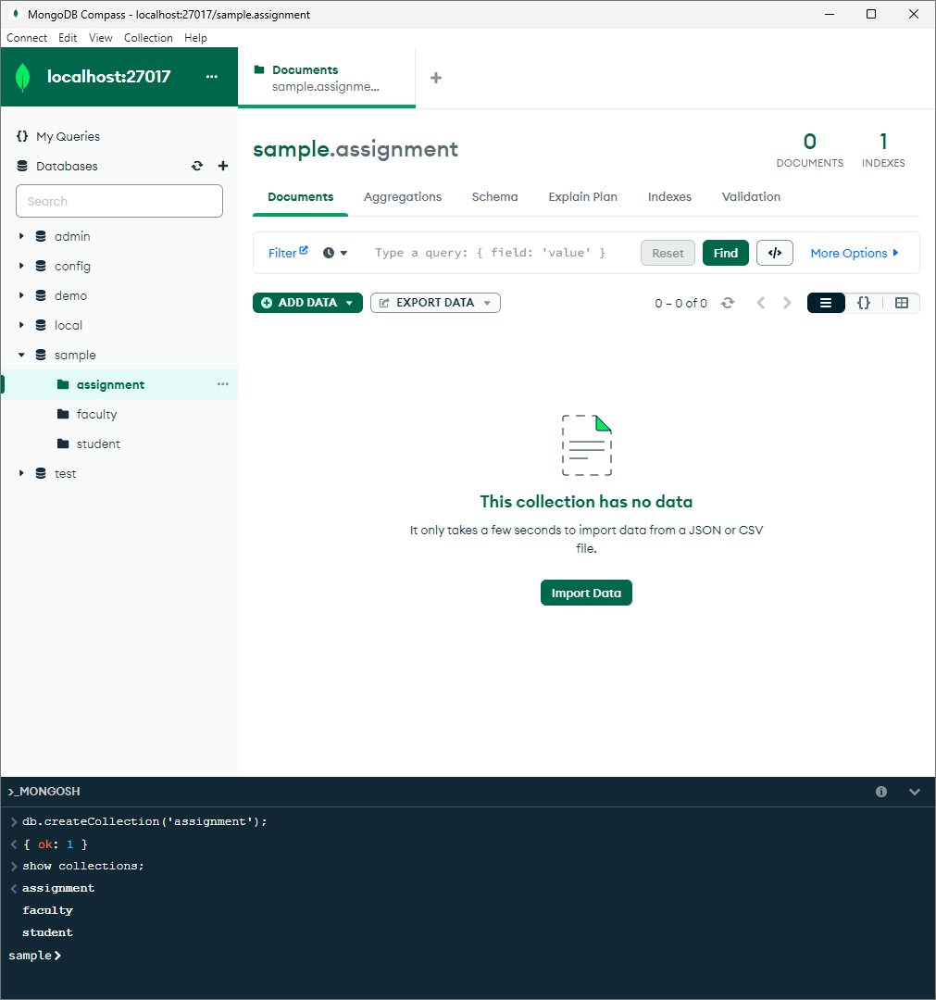 MongoDB Compass - localhost:27017/sample.assignment
Connect Edit View Collection Help
localhost:27017
Documents
sample.assignme...
My Queries
Databases
Search
admin
config
demo
local
sample
assignment
faculty
student
test
sample.assignment
0
DOCUMENTS
1
INDEXES
Documents Aggregations Schema Explain Plan Indexes Validation
Filter Type a query: { field: 'value' } Reset Find </> More Options
ADD DATA EXPORT DATA 0 – 0 of 0 {}
This collection has no data
It only takes a few seconds to import data from a JSON or CSV
file.
Import Data
>_MONGOSH
> db.createCollection('assignment');
< { ok: 1 }
> show collections;
< assignment
faculty
student
sample>